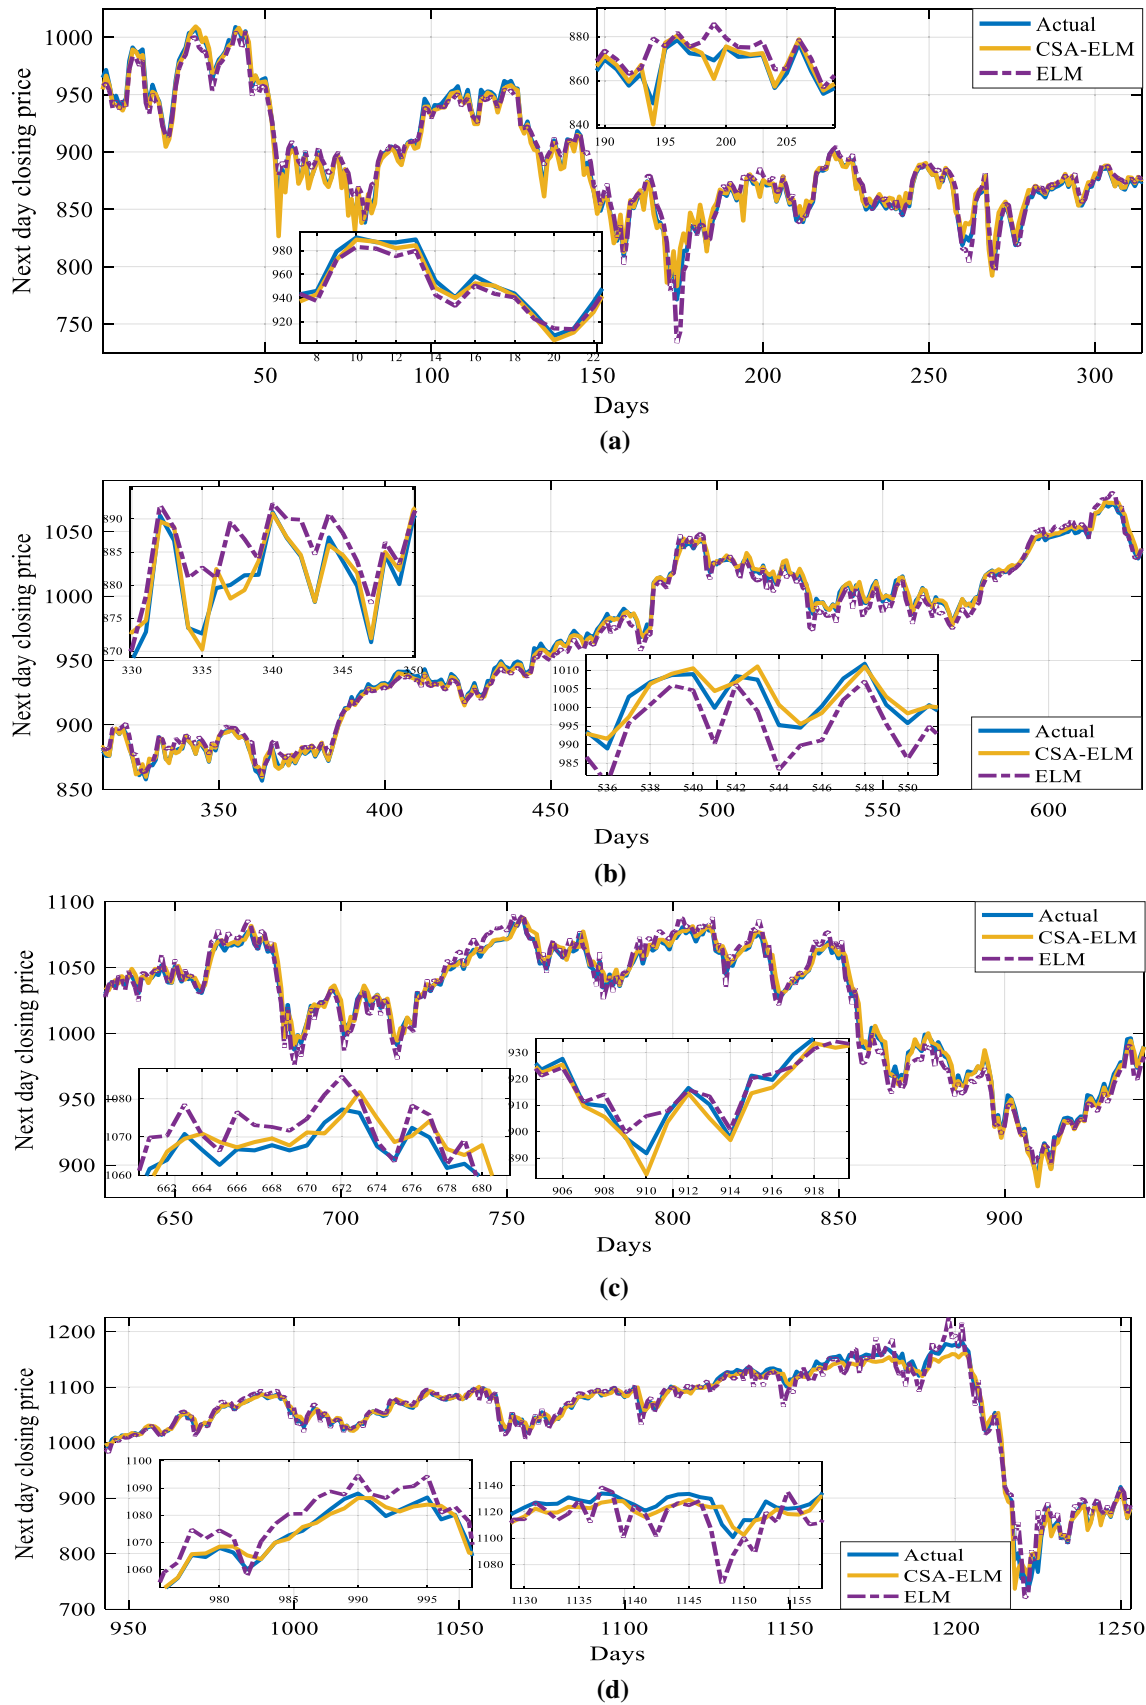 Next day closing price
1000
950
900
850
800
750
Actual
CSA-ELM
ELM
880
860
840
190 195 200 205
980
960
940
920
8 10 12 14 16 18 20 22
50 100 150 200 250 300
Days
(a)
Next day closing price
1050
1000
950
900
850
890
885
880
875
870
330 335 340 345 350
1010
1005
1000
995
990
985
536 538 540 542 544 546 548 550
Actual
CSA-ELM
ELM
350 400 450 500 550 600
Days
(b)
Next day closing price
1100
1050
1000
950
900
Actual
CSA-ELM
ELM
1080
1070
1060
662 664 666 668 670 672 674 676 678 680
930
920
910
900
890
906 908 910 912 914 916 918
650 700 750 800 850 900
Days
(c)
Next day closing price
1200
1100
1000
900
800
700
1100
1090
1080
1070
1060
980 985 990 995
1140
1120
1100
1080
1130 1135 1140 1145 1150 1155
Actual
CSA-ELM
ELM
950 1000 1050 1100 1150 1200 1250
Days
(d)